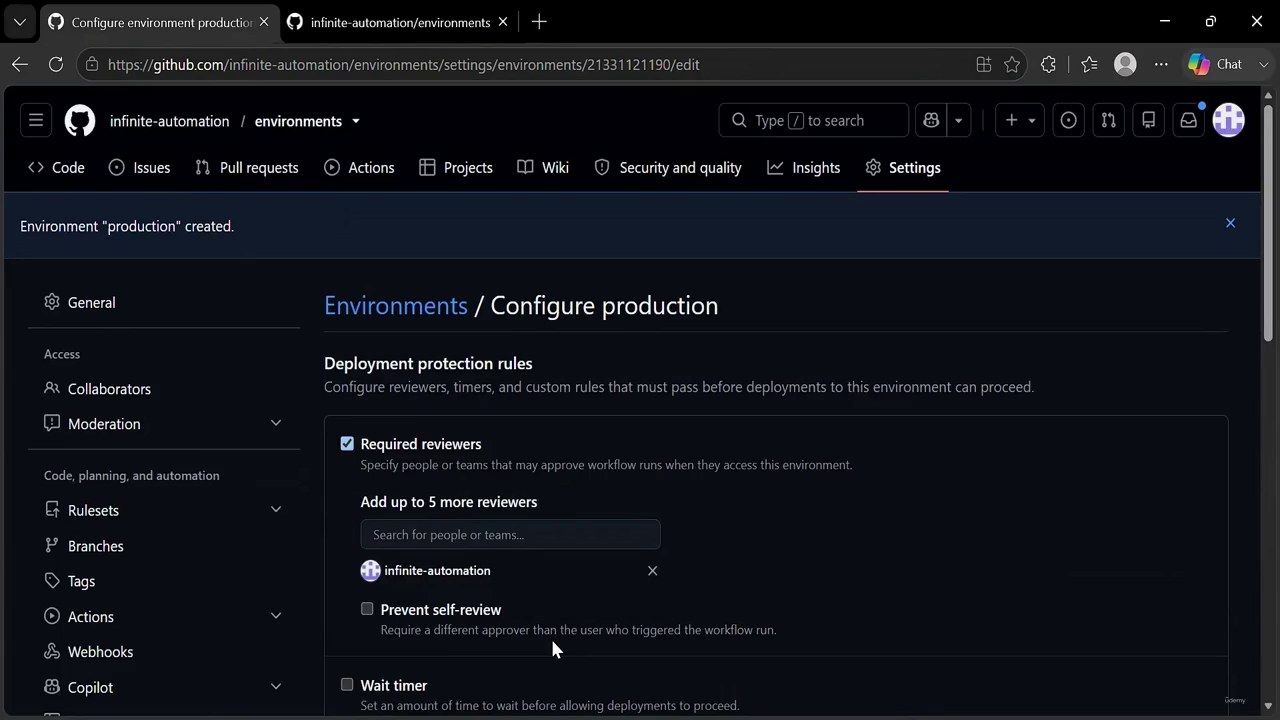 Configure environment production
infinite-automation/environments
https://github.com/infinite-automation/environments/settings/environments/21331121190/edit
Chat
infinite-automation / environments
Type / to search
Code
Issues
Pull requests
Actions
Projects
Wiki
Security and quality
Insights
Settings
Environment "production" created.
General
Access
Collaborators
Moderation
Code, planning, and automation
Rulesets
Branches
Tags
Actions
Webhooks
Copilot
Environments / Configure production
Deployment protection rules
Configure reviewers, timers, and custom rules that must pass before deployments to this environment can proceed.
Required reviewers
Specify people or teams that may approve workflow runs when they access this environment.
Add up to 5 more reviewers
Search for people or teams...
infinite-automation
Prevent self-review
Require a different approver than the user who triggered the workflow run.
Wait timer
Set an amount of time to wait before allowing deployments to proceed.
Udemy